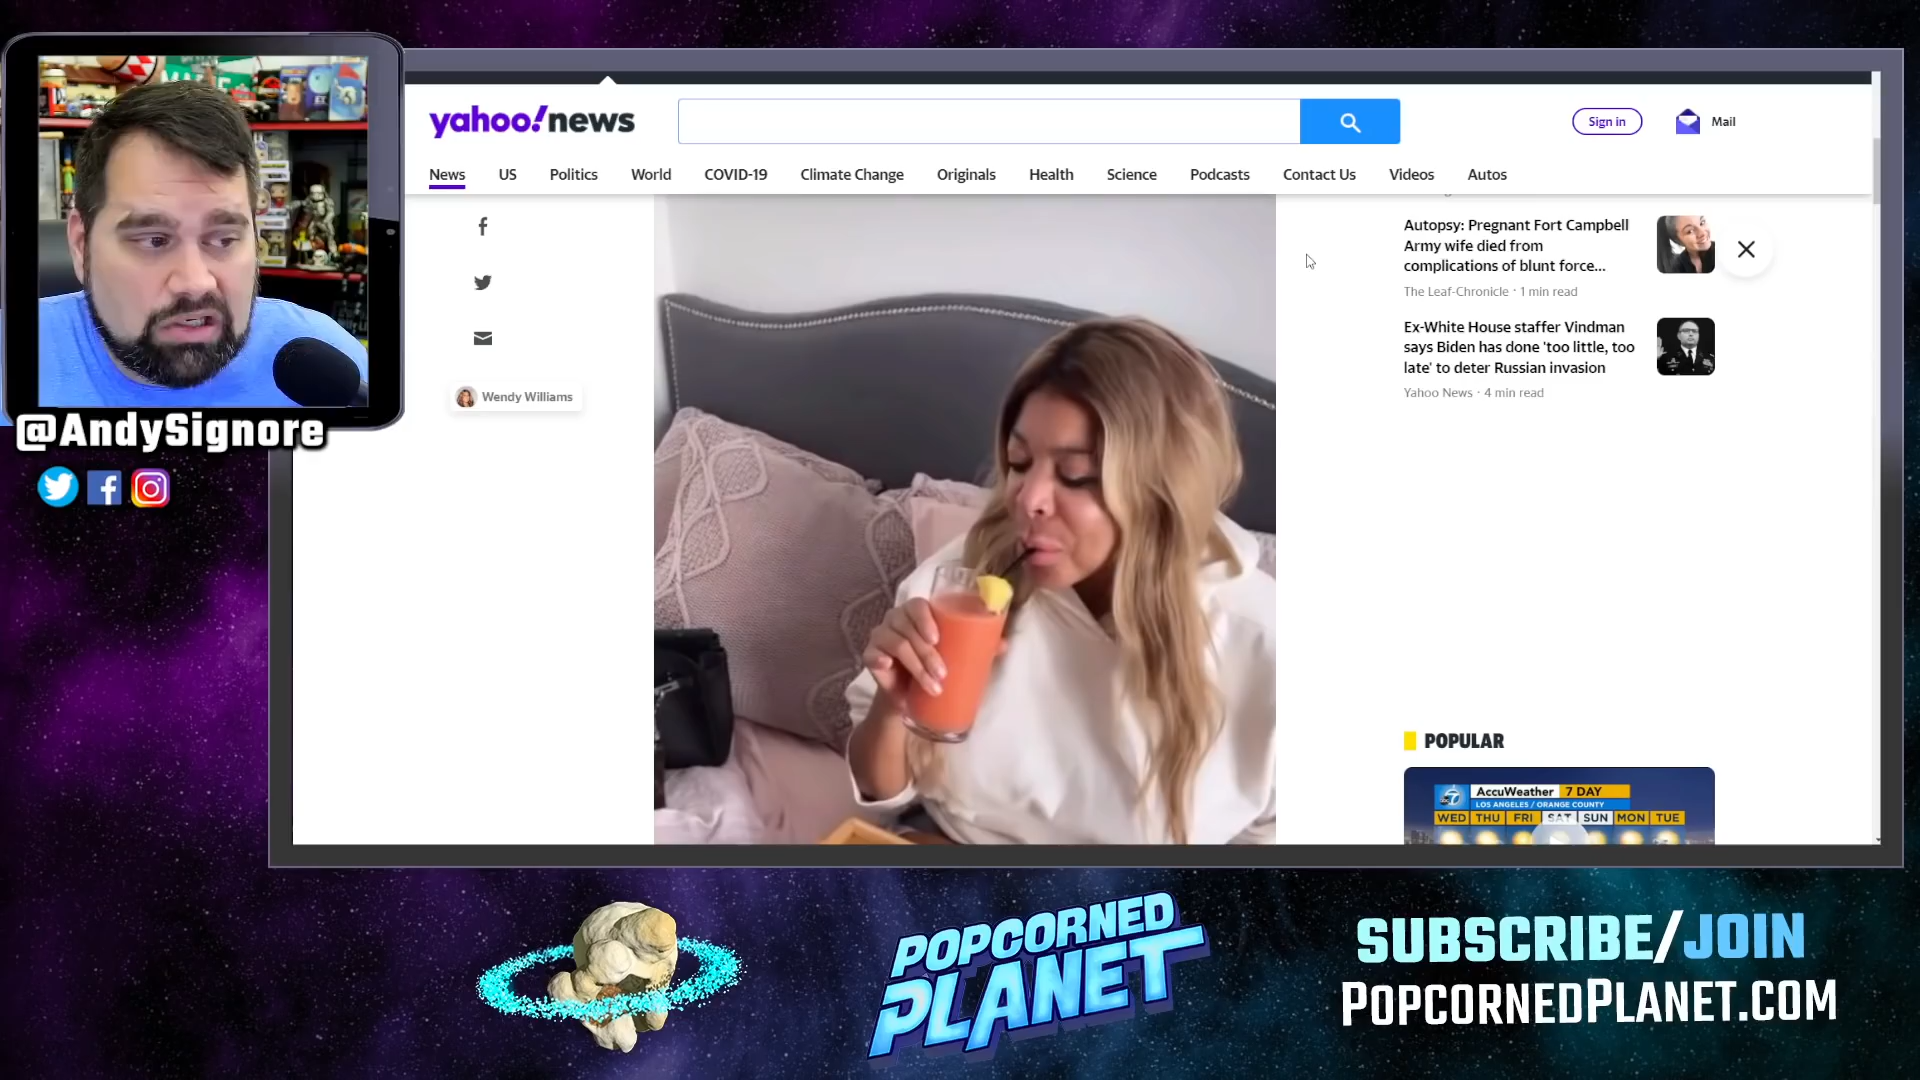 @AndySignore
yahoo!news
Sign in
Mail
News US Politics World COVID-19 Climate Change Originals Health Science Podcasts Contact Us Videos Autos
Wendy Williams
Autopsy: Pregnant Fort Campbell
Army wife died from
complications of blunt force...
The Leaf-Chronicle · 1 min read
Ex-White House staffer Vindman
says Biden has done 'too little, too
late' to deter Russian invasion
Yahoo News · 4 min read
POPULAR
7 AccuWeather 7 DAY
LOS ANGELES / ORANGE COUNTY
WED THU FRI SAT SUN MON TUE
POPCORNED
PLANET
SUBSCRIBE/JOIN
POPCORNEDPLANET.COM